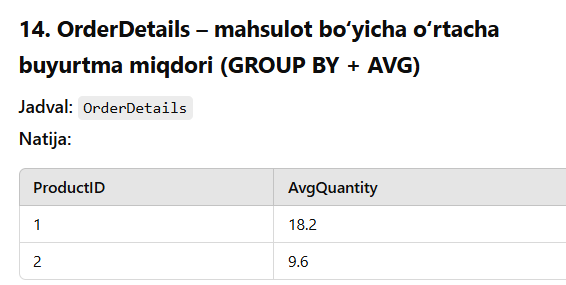 14. OrderDetails – mahsulot bo‘yicha o‘rtacha
buyurtma miqdori (GROUP BY + AVG)
Jadval: OrderDetails
Natija:
ProductID AvgQuantity
1 18.2
2 9.6